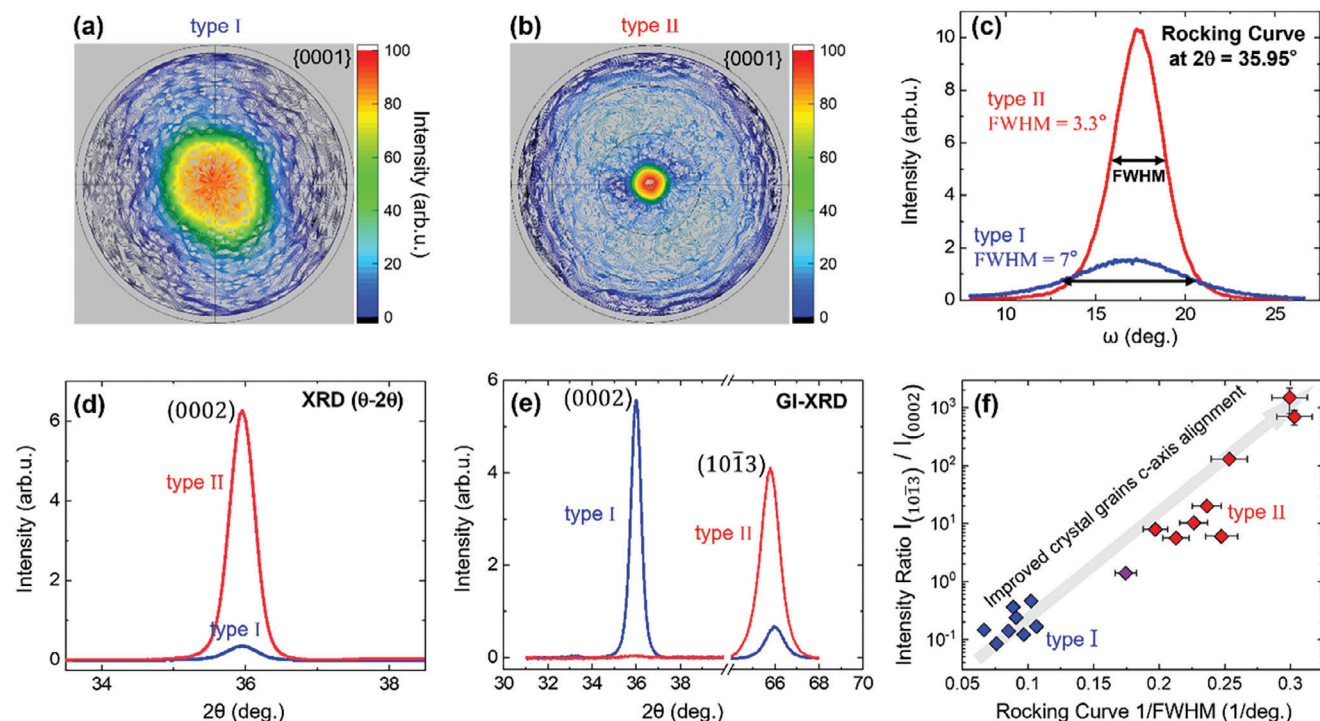 (a)
type I
{0001}
100
80
60
40
20
0
Intensity (arb.u.)
(b)
type II
{0001}
100
80
60
40
20
0
(c)
Rocking Curve
at 2θ = 35.95°
type II
FWHM = 3.3°
FWHM
type I
FWHM = 7°
Intensity (arb.u.)
10
8
6
4
2
0
10
15
20
25
ω (deg.)
(d)
XRD (θ-2θ)
(0002)
type II
type I
Intensity (arb.u.)
6
4
2
0
34
36
38
2θ (deg.)
(e)
GI-XRD
(0002)
type I
(101̄3)
type II
Intensity (arb.u.)
6
4
2
0
32
34
36
38
40
64
66
68
70
2θ (deg.)
(f)
Improved crystal grains c-axis alignment
type II
type I
Intensity Ratio I(101̄3) / I(0002)
10³
10²
10¹
10⁰
10⁻¹
0.05
0.1
0.15
0.2
0.25
0.3
Rocking Curve 1/FWHM (1/deg.)